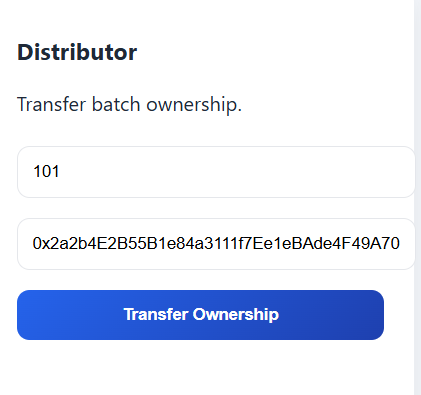 Distributor
Transfer batch ownership.
101
0x2a2b4E2B55B1e84a3111f7Ee1eBAde4F49A70
Transfer Ownership